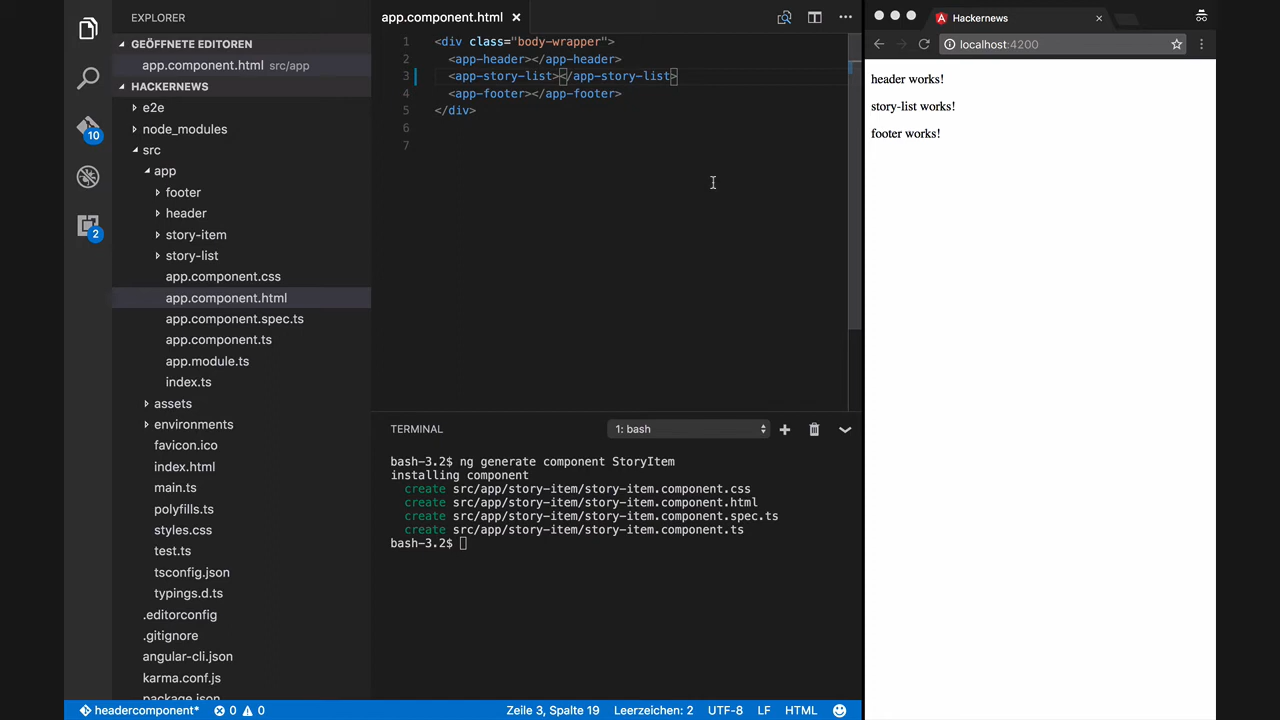 EXPLORER
GEÖFFNETE EDITOREN
app.component.html src/app
HACKERNEWS
e2e
node_modules
src
app
footer
header
story-item
story-list
app.component.css
app.component.html
app.component.spec.ts
app.component.ts
app.module.ts
index.ts
assets
environments
favicon.ico
index.html
main.ts
polyfills.ts
styles.css
test.ts
tsconfig.json
typings.d.ts
.editorconfig
.gitignore
angular-cli.json
karma.conf.js
package.json
10
2
app.component.html
1 <div class="body-wrapper">
2 <app-header></app-header>
3 <app-story-list></app-story-list>
4 <app-footer></app-footer>
5 </div>
6
7
TERMINAL
1: bash
bash-3.2$ ng generate component StoryItem
installing component
create src/app/story-item/story-item.component.css
create src/app/story-item/story-item.component.html
create src/app/story-item/story-item.component.spec.ts
create src/app/story-item/story-item.component.ts
bash-3.2$
headercomponent* 0 0 Zeile 3, Spalte 19 Leerzeichen: 2 UTF-8 LF HTML
Hackernews
localhost:4200
header works!
story-list works!
footer works!